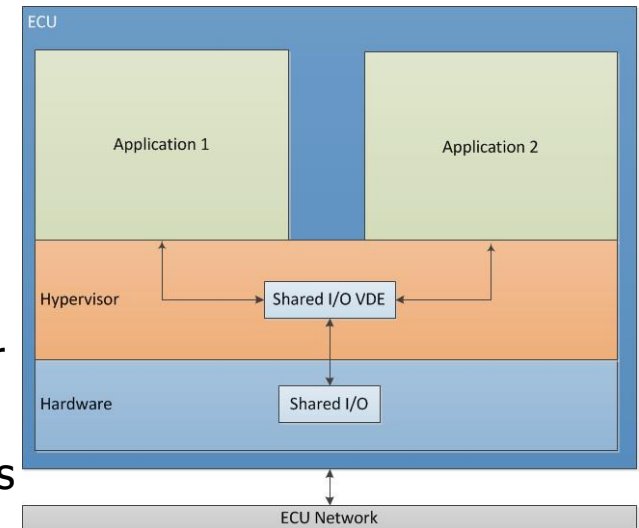 ECU
Application 1
Application 2
Hypervisor
Shared I/O VDE
Hardware
Shared I/O
ECU Network